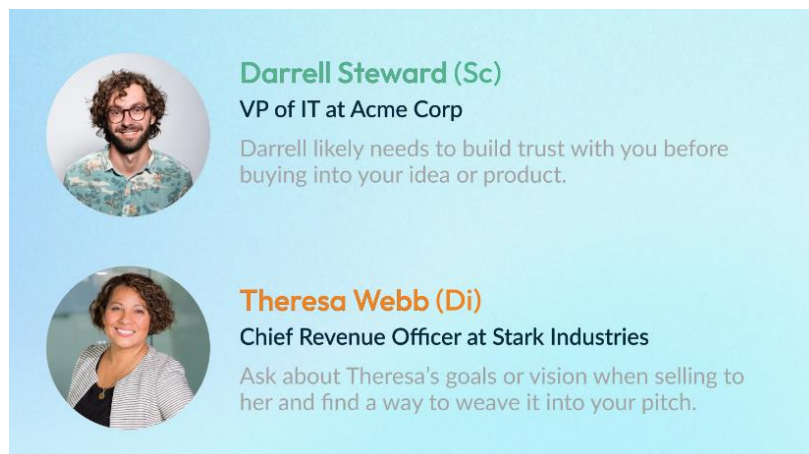 Darrell Steward (Sc)
VP of IT at Acme Corp
Darrell likely needs to build trust with you before
buying into your idea or product.
Theresa Webb (Di)
Chief Revenue Officer at Stark Industries
Ask about Theresa’s goals or vision when selling to
her and find a way to weave it into your pitch.